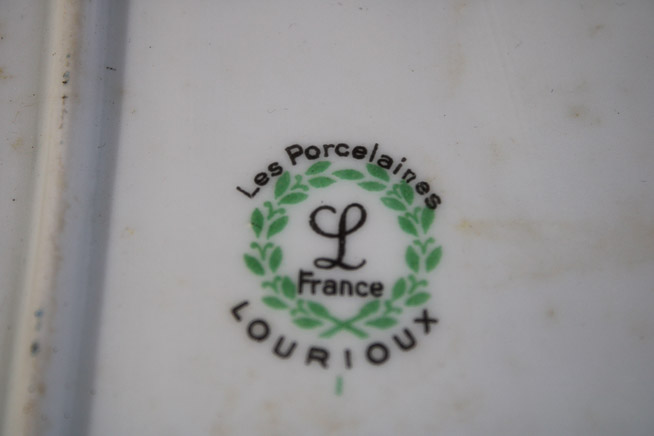 Les Porcelaines
L
France
LOURIOUX